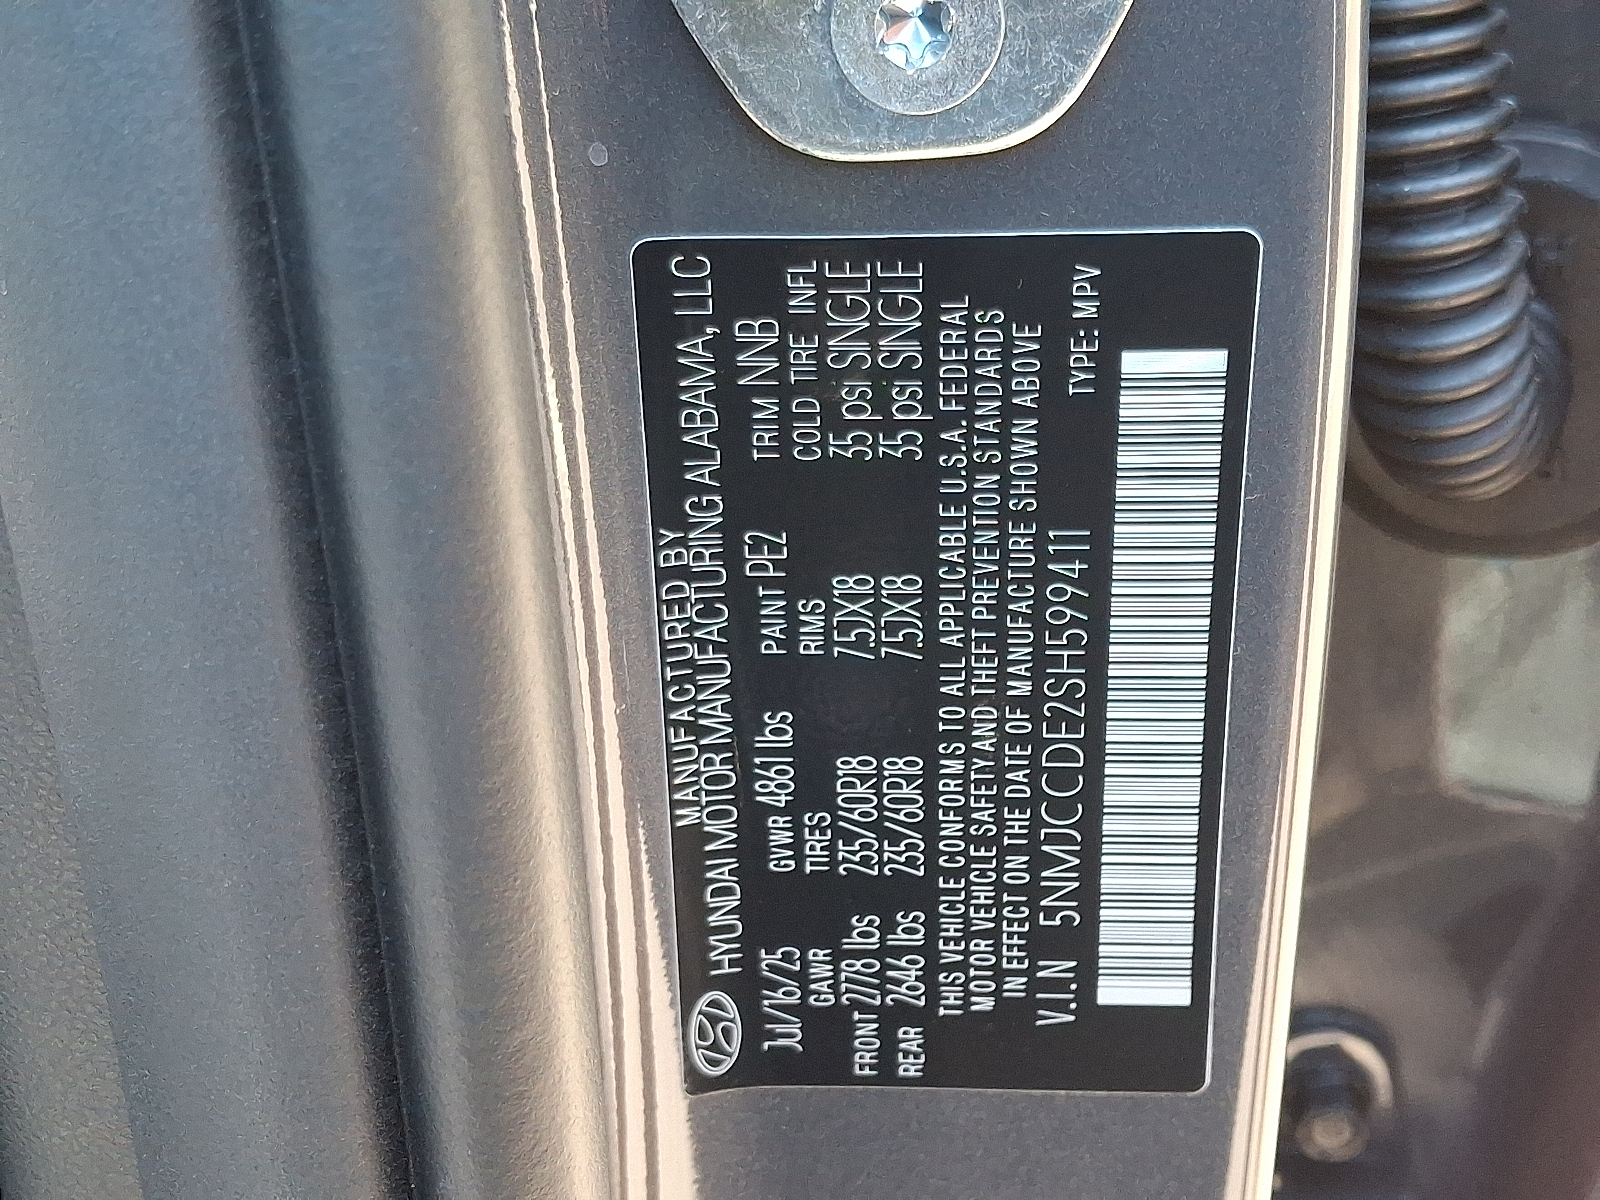 MANUFACTURED BY
HYUNDAI MOTOR MANUFACTURING ALABAMA, LLC
Jul/16/25 GVWR 4861 lbs PAINT PE2 TRIM NNB
GAWR TIRES RIMS COLD TIRE INFL
FRONT 2778 lbs 235/60R18 7.5JX18 35 psi SINGLE
REAR 2646 lbs 235/60R18 7.5JX18 35 psi SINGLE
THIS VEHICLE CONFORMS TO ALL APPLICABLE U.S.A. FEDERAL
MOTOR VEHICLE SAFETY AND THEFT PREVENTION STANDARDS
IN EFFECT ON THE DATE OF MANUFACTURE SHOWN ABOVE
V.I.N 5NMJCCDE2SH599411 TYPE: MPV